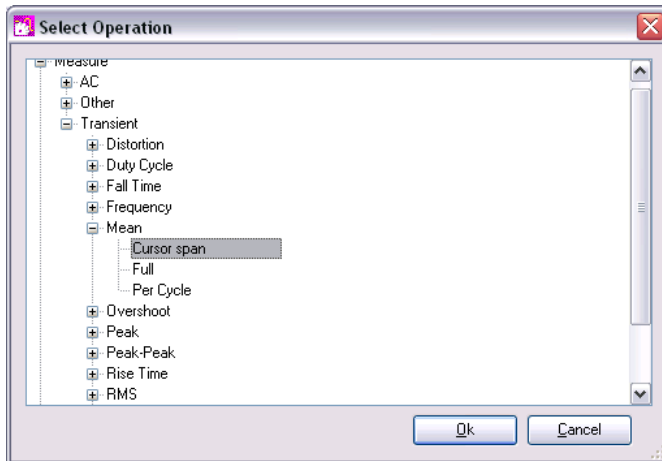 Select Operation
Measure
AC
Other
Transient
Distortion
Duty Cycle
Fall Time
Frequency
Mean
Cursor span
Full
Per Cycle
Overshoot
Peak
Peak-Peak
Rise Time
RMS
Ok
Cancel